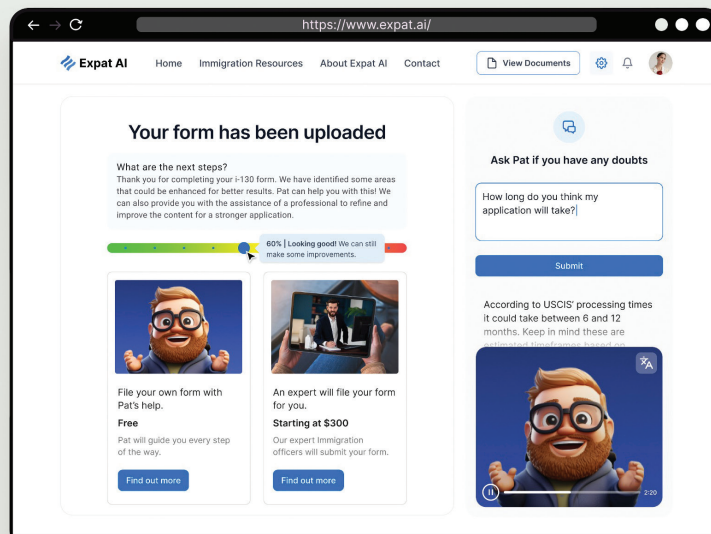 https://www.expat.ai/
Expat AI
Home
Immigration Resources
About Expat AI
Contact
View Documents
Your form has been uploaded
What are the next steps?
Thank you for completing your i-130 form. We have identified some areas
that could be enhanced for better results. Pat can help you with this! We
can also provide you with the assistance of a professional to refine and
improve the content for a stronger application.
60% | Looking good! We can still
make some improvements.
File your own form with
Pat's help.
Free
Pat will guide you every step
of the way.
Find out more
An expert will file your form
for you.
Starting at $300
Our expert Immigration
officers will submit your form.
Find out more
Ask Pat if you have any doubts
How long do you think my
application will take?
Submit
According to USCIS' processing times
it could take between 6 and 12
months. Keep in mind these are
estimated timeframes based on
2:20